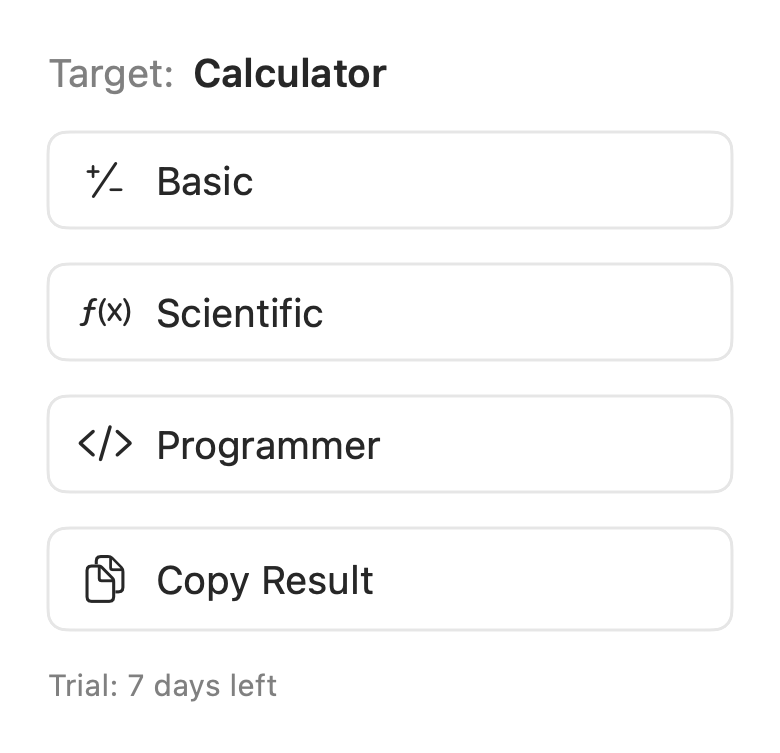 Target: Calculator
+/− Basic
ƒ(x) Scientific
</> Programmer
Copy Result
Trial: 7 days left